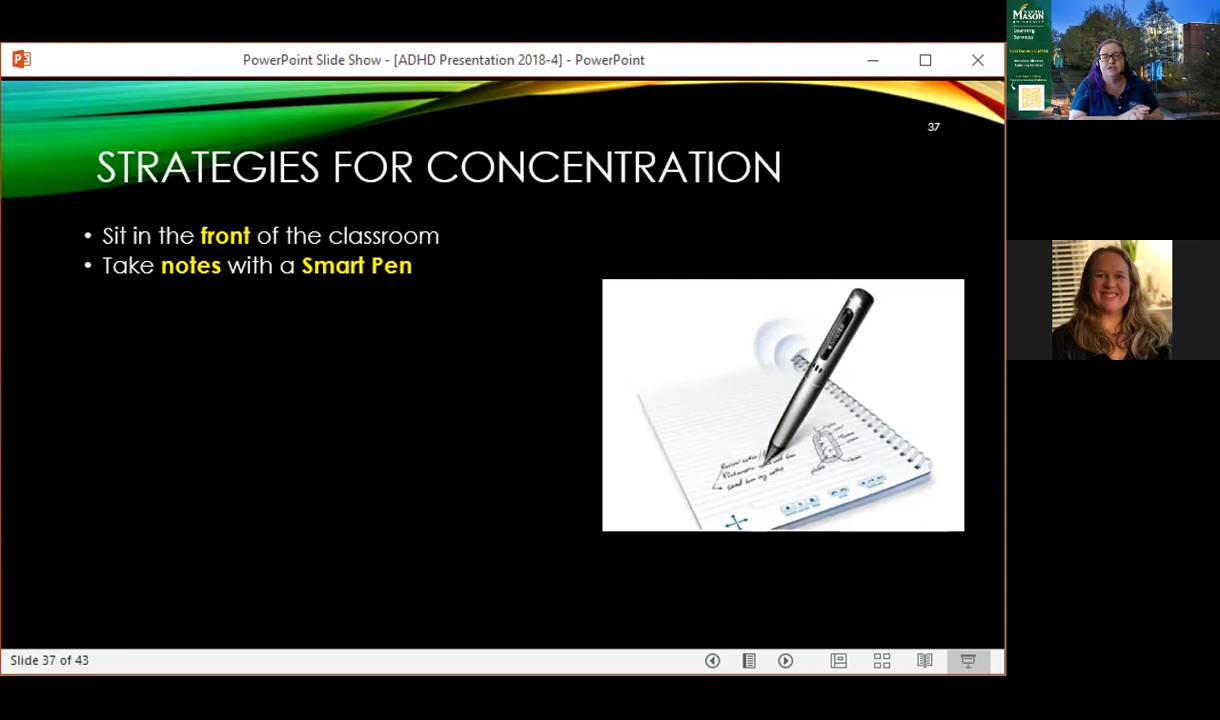 PowerPoint Slide Show - [ADHD Presentation 2018-4] - PowerPoint
37
STRATEGIES FOR CONCENTRATION
• Sit in the front of the classroom
• Take notes with a Smart Pen
Slide 37 of 43
MASON
Learning
Services